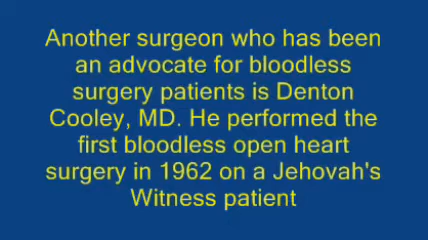 Another surgeon who has been
an advocate for bloodless
surgery patients is Denton
Cooley, MD. He performed the
first bloodless open heart
surgery in 1962 on a Jehovah's
Witness patient